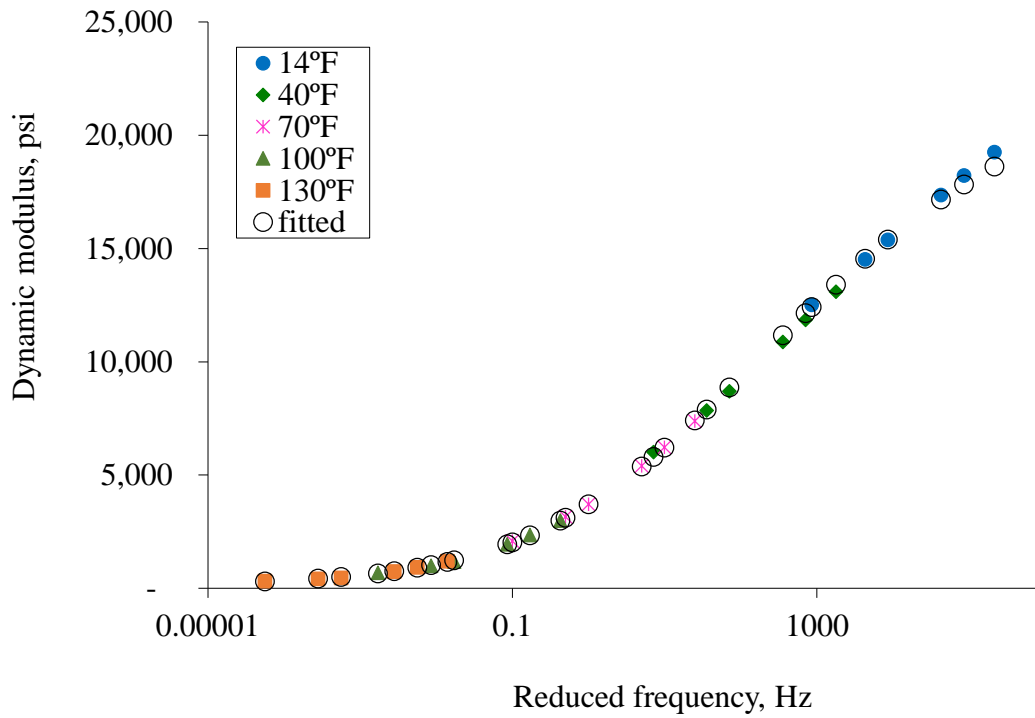 25,000
20,000
15,000
10,000
5,000
-
Dynamic modulus, psi
14ºF
40ºF
70ºF
100ºF
130ºF
fitted
0.00001
0.1
1000
Reduced frequency, Hz